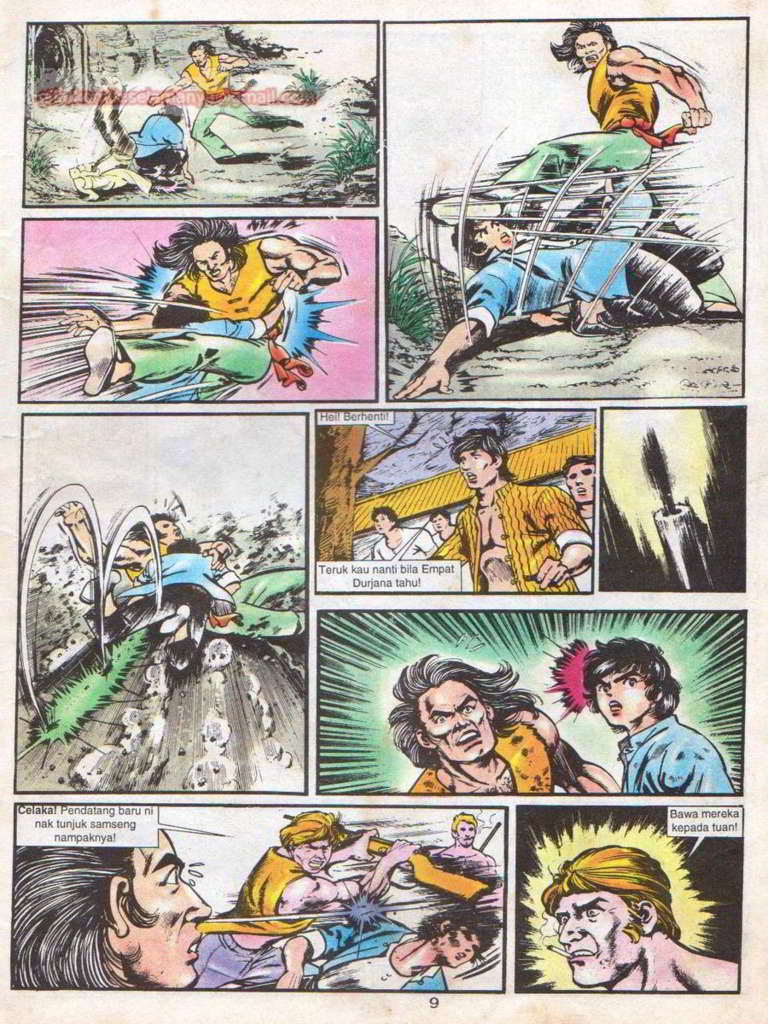 Hei! Berhenti!
Teruk kau nanti bila Empat
Durjana tahu!
Celaka! Pendatang baru ni
nak tunjuk samseng
nampaknya!
Bawa mereka
kepada tuan!
9